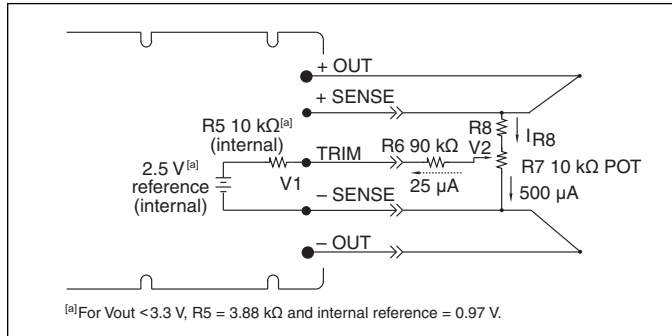 + OUT
+ SENSE
R5 10 kΩ[a]
(internal)
TRIM
R6 90 kΩ
R8
IR8
V2
R7 10 kΩ POT
2.5 V[a]
reference
(internal)
V1
25 µA
500 µA
– SENSE
– OUT
[a]For Vout <3.3 V, R5 = 3.88 kΩ and internal reference = 0.97 V.